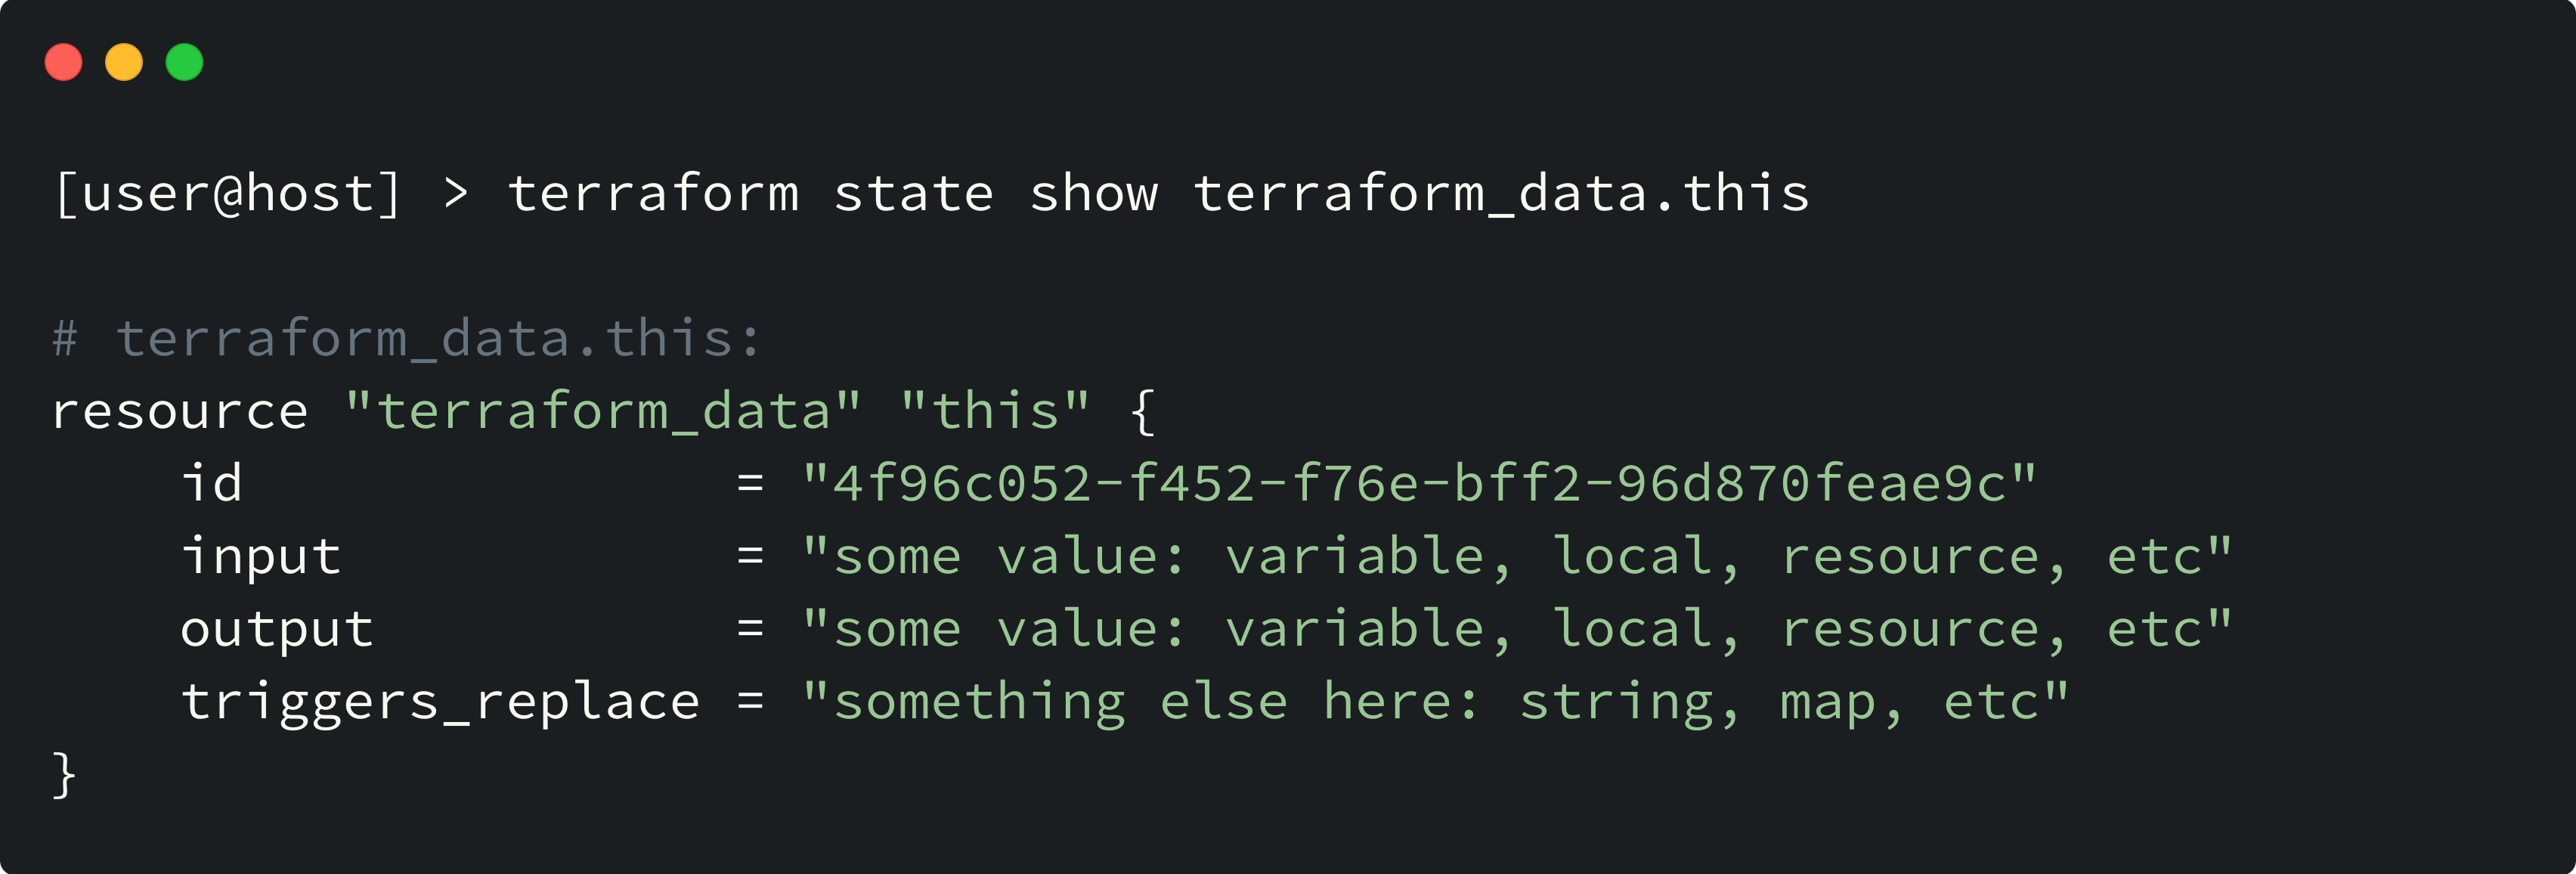 [user@host] > terraform state show terraform_data.this
# terraform_data.this:
resource "terraform_data" "this" {
    id               = "4f96c052-f452-f76e-bff2-96d870feae9c"
    input            = "some value: variable, local, resource, etc"
    output           = "some value: variable, local, resource, etc"
    triggers_replace = "something else here: string, map, etc"
}